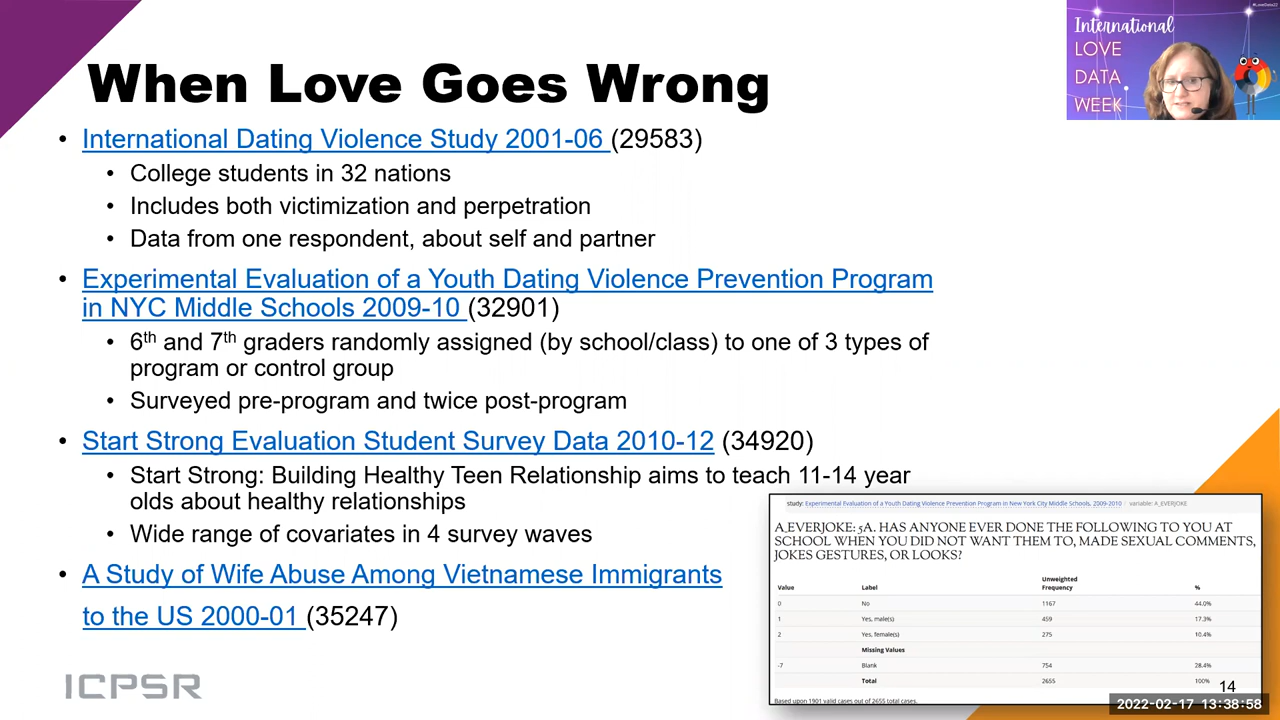 When Love Goes Wrong
• International Dating Violence Study 2001-06 (29583)
• College students in 32 nations
• Includes both victimization and perpetration
• Data from one respondent, about self and partner
• Experimental Evaluation of a Youth Dating Violence Prevention Program
in NYC Middle Schools 2009-10 (32901)
• 6th and 7th graders randomly assigned (by school/class) to one of 3 types of
program or control group
• Surveyed pre-program and twice post-program
• Start Strong Evaluation Student Survey Data 2010-12 (34920)
• Start Strong: Building Healthy Teen Relationship aims to teach 11-14 year
olds about healthy relationships
• Wide range of covariates in 4 survey waves
• A Study of Wife Abuse Among Vietnamese Immigrants
to the US 2000-01 (35247)
ICPSR
International
LOVE
DATA
WEEK
study: Experimental Evaluation of a Youth Dating Violence Prevention Program in New York City Middle Schools, 2009-2010 / variable: A_EVERJOKE
A_EVERJOKE: 5A. HAS ANYONE EVER DONE THE FOLLOWING TO YOU AT
SCHOOL WHEN YOU DID NOT WANT THEM TO, MADE SEXUAL COMMENTS,
JOKES GESTURES, OR LOOKS?
Value Label Unweighted Frequency %
0 No 1167 44.0%
1 Yes, male(s) 459 17.3%
2 Yes, female(s) 275 10.4%
Missing Values
-7 Blank 754 28.4%
Total 2655 100%
Based upon 1901 valid cases out of 2655 total cases.
14
2022-02-17 13:38:58